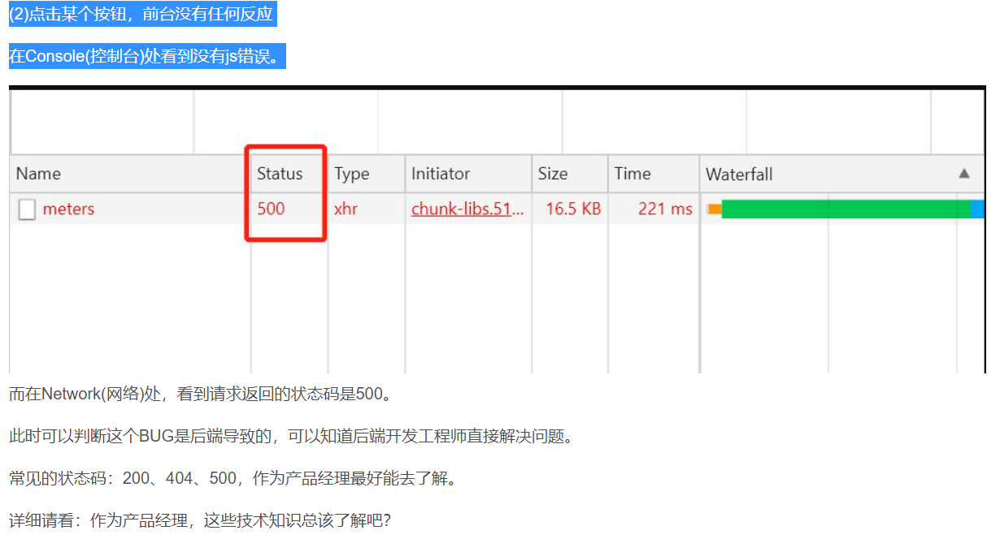 (2)点击某个按钮，前台没有任何反应
在Console(控制台)处看到没有js错误。
Name Status Type Initiator Size Time Waterfall
meters 500 xhr chunk-libs.51... 16.5 KB 221 ms
而在Network(网络)处，看到请求返回的状态码是500。
此时可以判断这个BUG是后端导致的，可以知道后端开发工程师直接解决问题。
常见的状态码：200、404、500，作为产品经理最好能去了解。
详细请看：作为产品经理，这些技术知识总该了解吧？